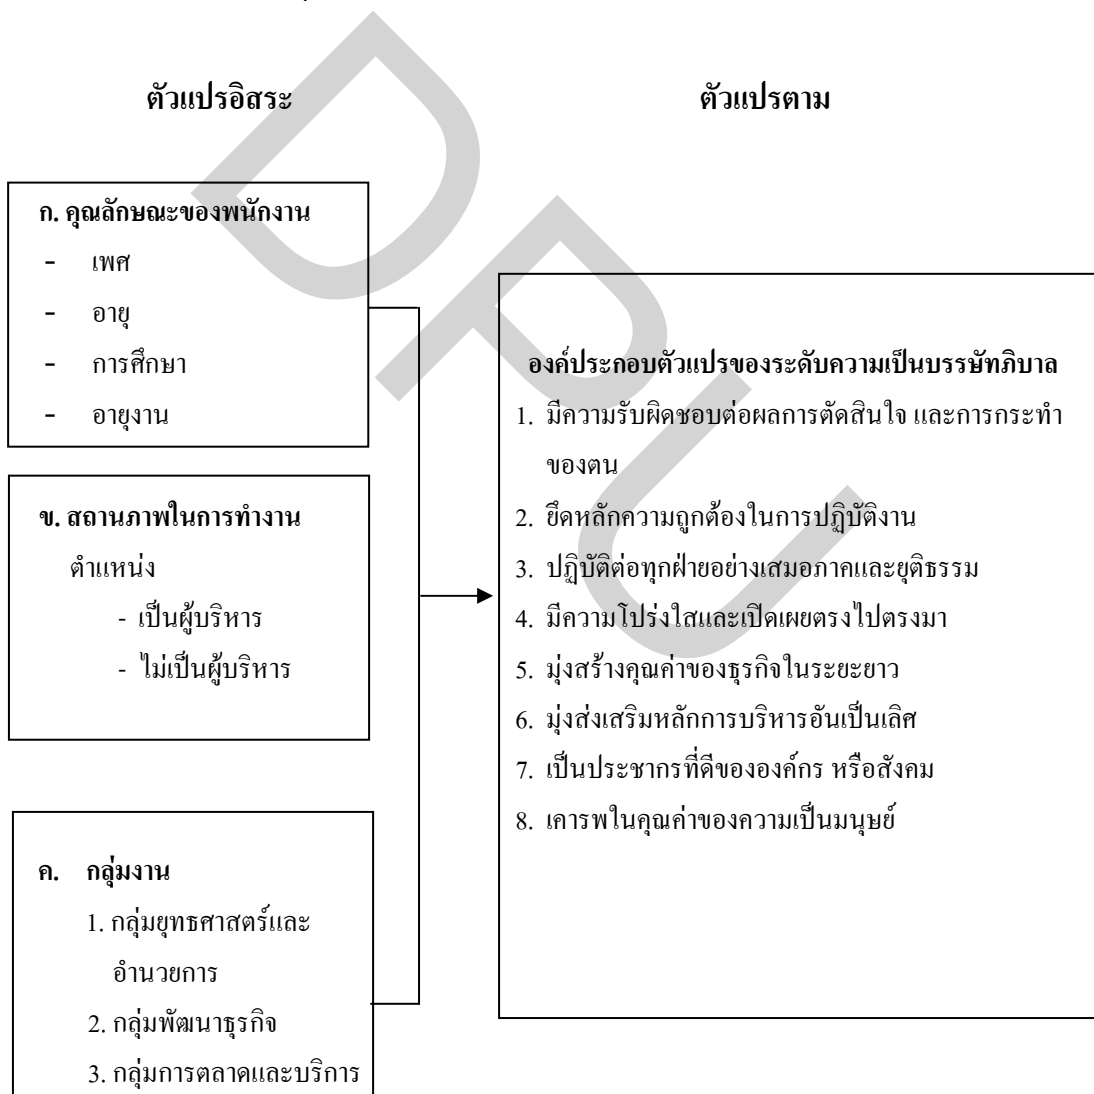 ตัวแปรอิสระ
ตัวแปรตาม
ก. คุณลักษณะของพนักงาน
- เพศ
- อายุ
- การศึกษา
- อายุงาน
ข. สถานภาพในการทำงาน
ตำแหน่ง
- เป็นผู้บริหาร
- ไม่เป็นผู้บริหาร
ค. กลุ่มงาน
1. กลุ่มยุทธศาสตร์และ
อำนวยการ
2. กลุ่มพัฒนาธุรกิจ
3. กลุ่มการตลาดและบริการ
องค์ประกอบตัวแปรของระดับความเป็นบรรษัทภิบาล
1. มีความรับผิดชอบต่อผลการตัดสินใจ และการกระทำ
ของตน
2. ยึดหลักความถูกต้องในการปฏิบัติงาน
3. ปฏิบัติต่อทุกฝ่ายอย่างเสมอภาคและยุติธรรม
4. มีความโปร่งใสและเปิดเผยตรงไปตรงมา
5. มุ่งสร้างคุณค่าของธุรกิจในระยะยาว
6. มุ่งส่งเสริมหลักการบริหารอันเป็นเลิศ
7. เป็นประชากรที่ดีขององค์กร หรือสังคม
8. เคารพในคุณค่าของความเป็นมนุษย์
DPU